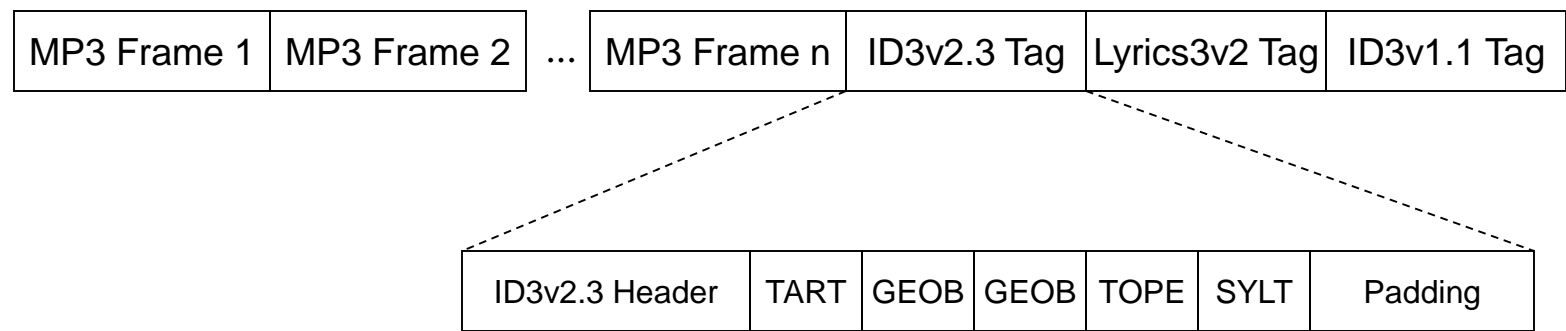 MP3 Frame 1 MP3 Frame 2 ... MP3 Frame n ID3v2.3 Tag Lyrics3v2 Tag ID3v1.1 Tag
ID3v2.3 Header TART GEOB GEOB TOPE SYLT Padding